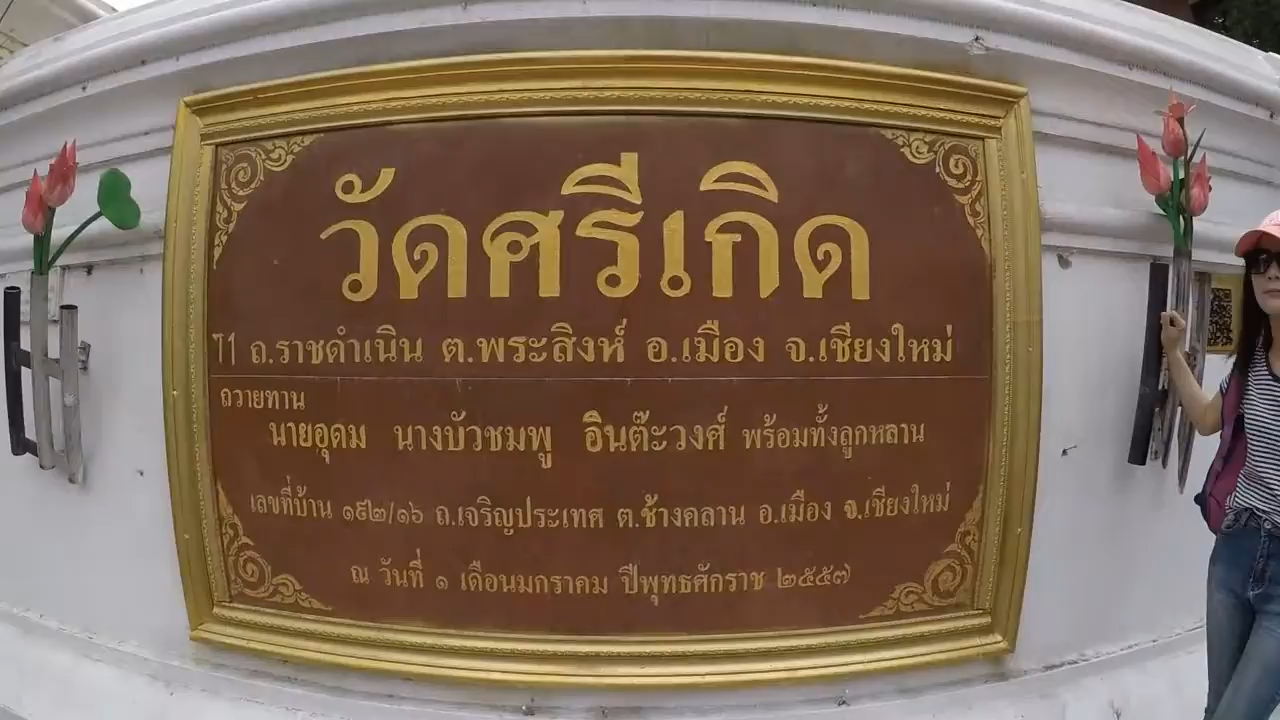 วัดศรีเกิด
ถ.ราชดำเนิน ต.พระสิงห์ อ.เมือง จ.เชียงใหม่
ถวายทาน
นายอุดม นางบัวชมพู อินต๊ะวงศ์ พร้อมทั้งลูกหลาน
เลขที่บ้าน ๑๙๒/๑๖ ถ.เจริญประเทศ ต.ช้างคลาน อ.เมือง จ.เชียงใหม่
ณ วันที่ ๑ เดือนมกราคม ปีพุทธศักราช ๒๕๕๗